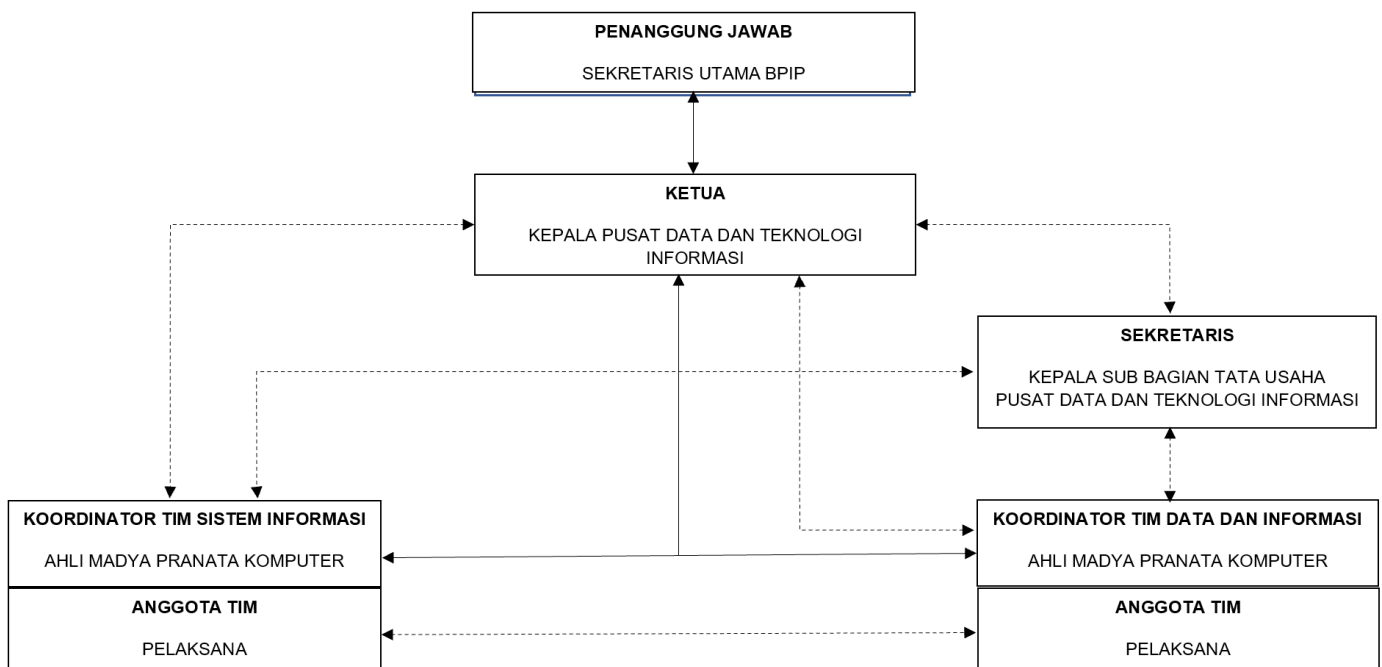 PENANGGUNG JAWAB
SEKRETARIS UTAMA BPIP
KETUA
KEPALA PUSAT DATA DAN TEKNOLOGI
INFORMASI
SEKRETARIS
KEPALA SUB BAGIAN TATA USAHA
PUSAT DATA DAN TEKNOLOGI INFORMASI
KOORDINATOR TIM SISTEM INFORMASI
AHLI MADYA PRANATA KOMPUTER
ANGGOTA TIM
PELAKSANA
KOORDINATOR TIM DATA DAN INFORMASI
AHLI MADYA PRANATA KOMPUTER
ANGGOTA TIM
PELAKSANA